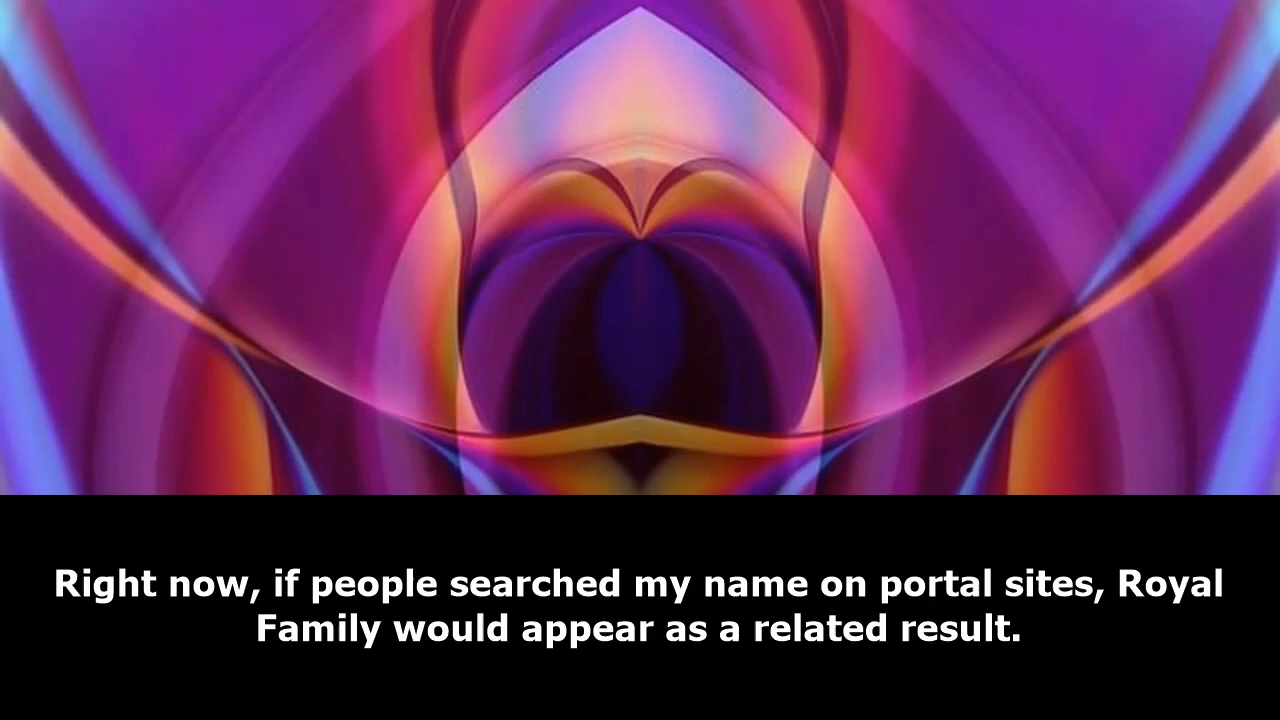 Right now, if people searched my name on portal sites, Royal
Family would appear as a related result.